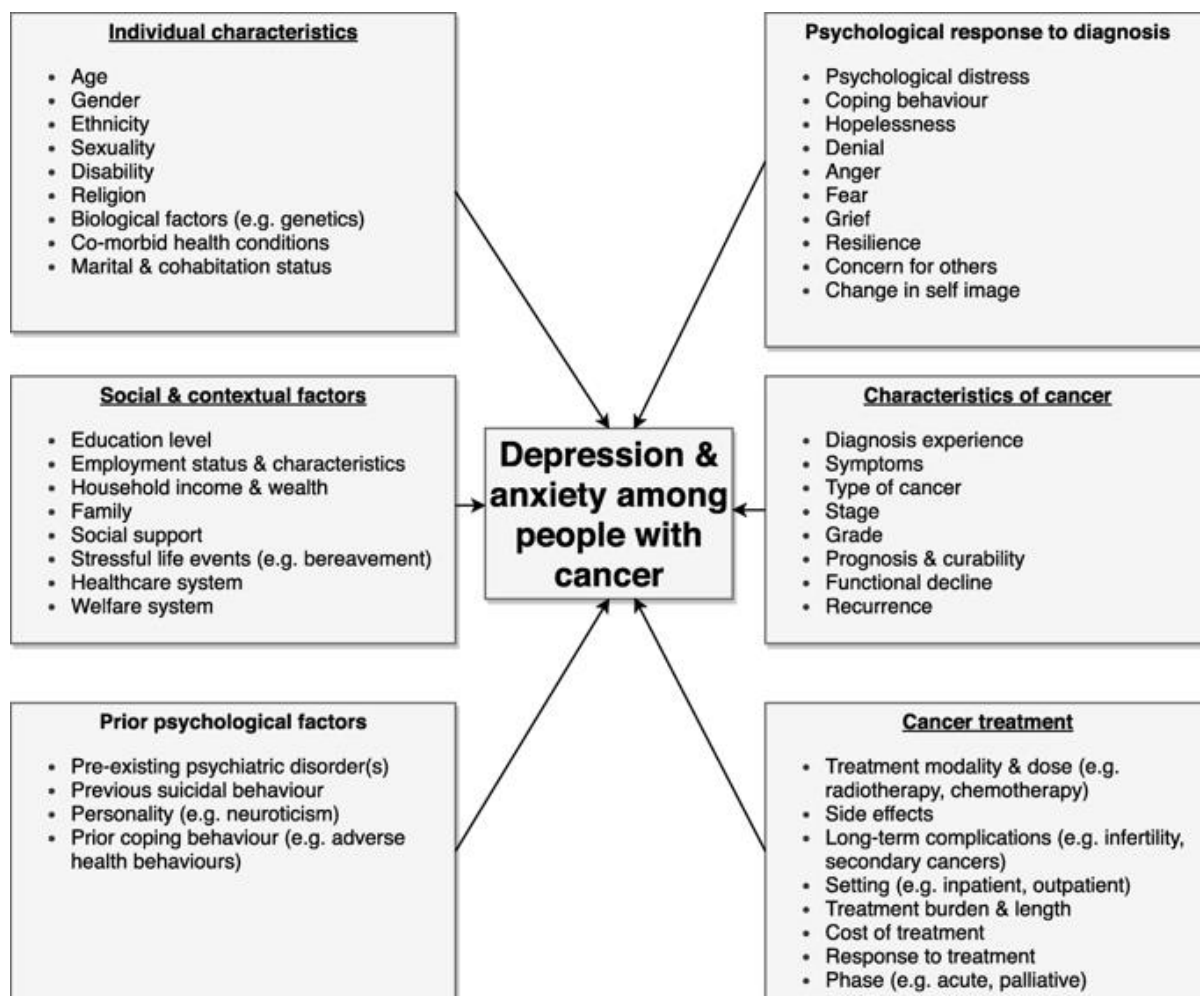 Individual characteristics
• Age
• Gender
• Ethnicity
• Sexuality
• Disability
• Religion
• Biological factors (e.g. genetics)
• Co-morbid health conditions
• Marital & cohabitation status
Psychological response to diagnosis
• Psychological distress
• Coping behaviour
• Hopelessness
• Denial
• Anger
• Fear
• Grief
• Resilience
• Concern for others
• Change in self image
Social & contextual factors
• Education level
• Employment status & characteristics
• Household income & wealth
• Family
• Social support
• Stressful life events (e.g. bereavement)
• Healthcare system
• Welfare system
Depression &
anxiety among
people with
cancer
Characteristics of cancer
• Diagnosis experience
• Symptoms
• Type of cancer
• Stage
• Grade
• Prognosis & curability
• Functional decline
• Recurrence
Prior psychological factors
• Pre-existing psychiatric disorder(s)
• Previous suicidal behaviour
• Personality (e.g. neuroticism)
• Prior coping behaviour (e.g. adverse
health behaviours)
Cancer treatment
• Treatment modality & dose (e.g.
radiotherapy, chemotherapy)
• Side effects
• Long-term complications (e.g. infertility,
secondary cancers)
• Setting (e.g. inpatient, outpatient)
• Treatment burden & length
• Cost of treatment
• Response to treatment
• Phase (e.g. acute, palliative)